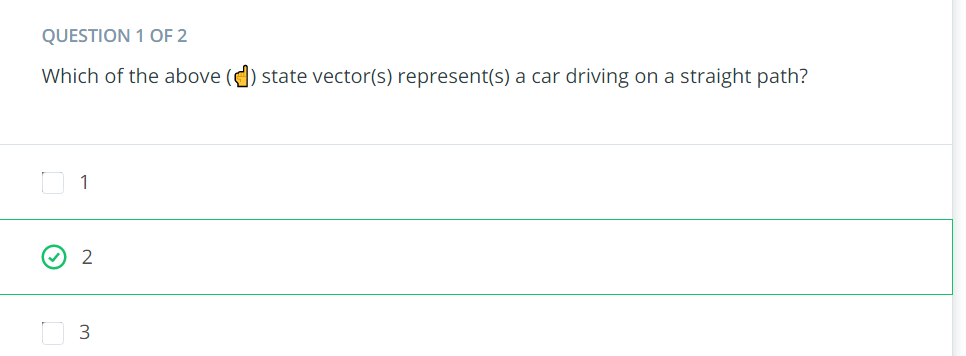 QUESTION 1 OF 2
Which of the above (☝) state vector(s) represent(s) a car driving on a straight path?
1
2
3